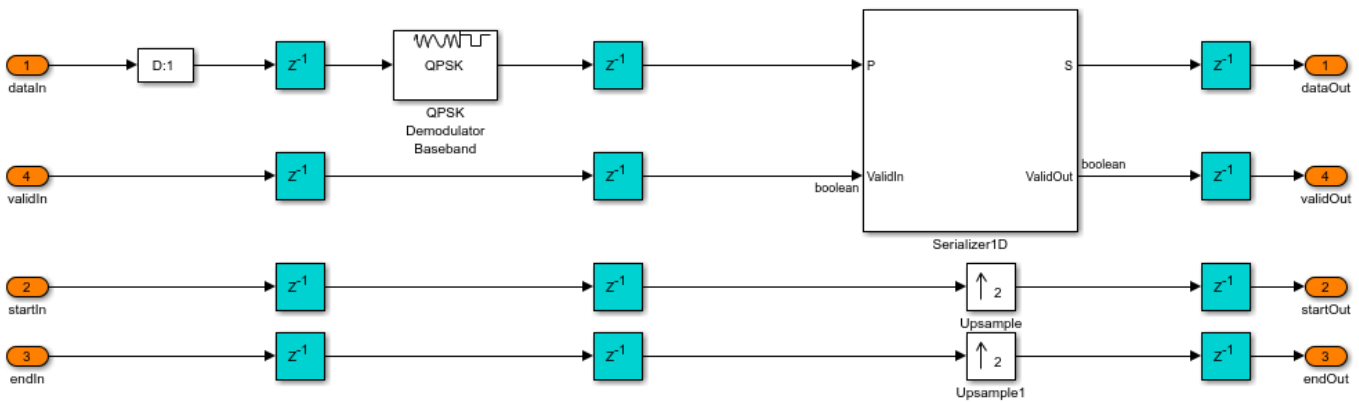 1
dataIn
D:1
Z-1
QPSK
QPSK
Demodulator
Baseband
Z-1
P
S
Z-1
1
dataOut
4
validIn
Z-1
Z-1
boolean
ValidIn
ValidOut
boolean
Z-1
4
validOut
Serializer1D
2
startIn
Z-1
Z-1
2
Upsample
Z-1
2
startOut
3
endIn
Z-1
Z-1
2
Upsample1
Z-1
3
endOut